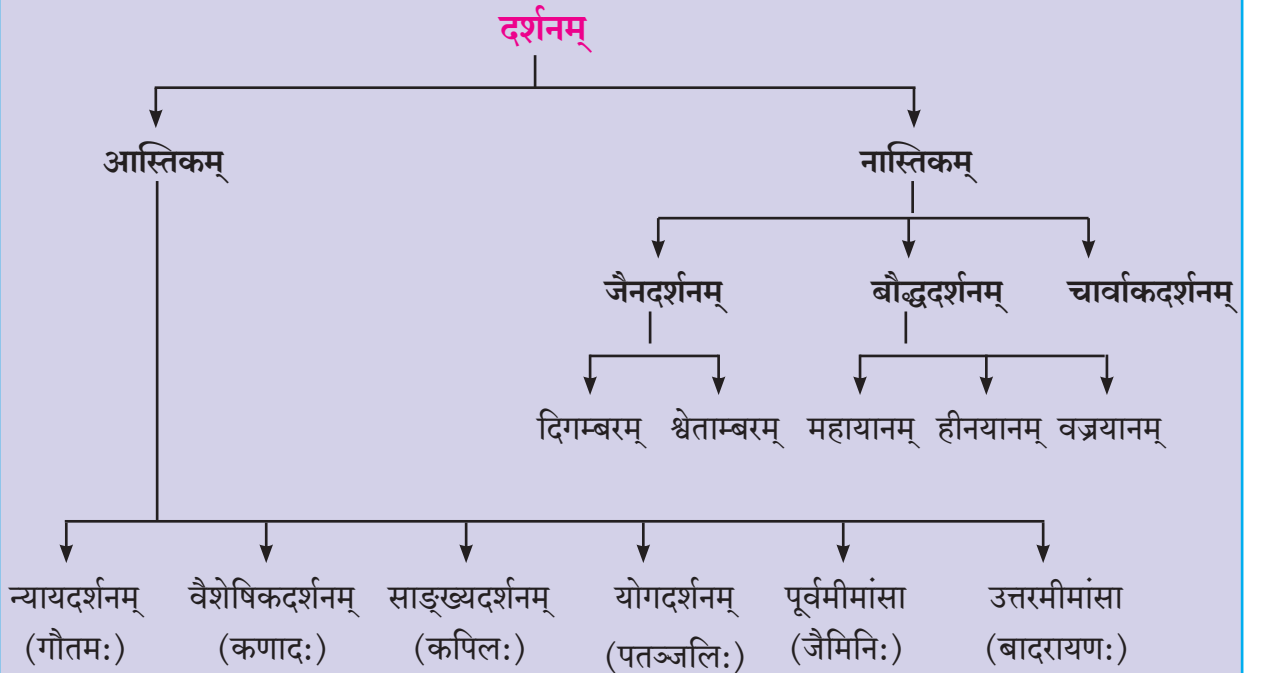 दर्शनम्
आस्तिकम् नास्तिकम्
जैनदर्शनम् बौद्धदर्शनम् चार्वाकदर्शनम्
दिगम्बरम् श्वेताम्बरम् महायानम् हीनयानम् वज्रयानम्
न्यायदर्शनम् वैशेषिकदर्शनम् साङ्ख्यदर्शनम् योगदर्शनम् पूर्वमीमांसा उत्तरमीमांसा
(गौतम:) (कणाद:) (कपिल:) (पतञ्जलि:) (जैमिनि:) (बादरायण:)